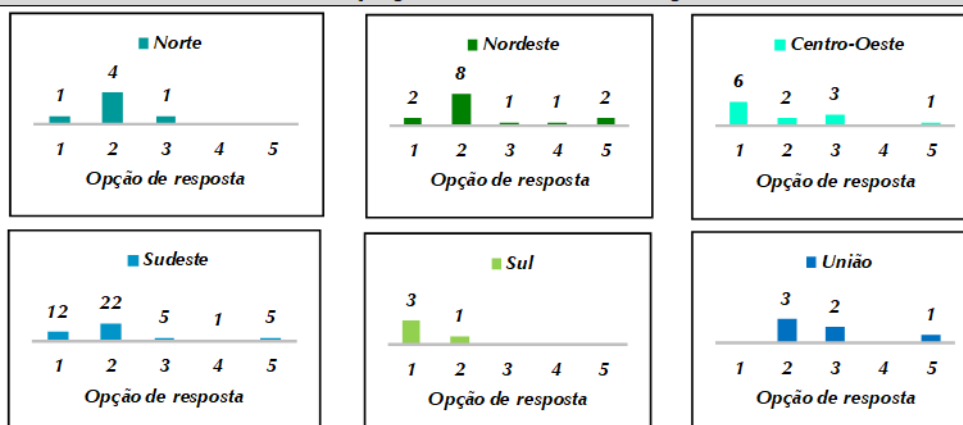 Norte
4
1 1
1 2 3 4 5
Opção de resposta
Nordeste
8
2 1 1 2
1 2 3 4 5
Opção de resposta
Centro-Oeste
6 2 3 1
1 2 3 4 5
Opção de resposta
Sudeste
12 22 5 1 5
1 2 3 4 5
Opção de resposta
Sul
3 1
1 2 3 4 5
Opção de resposta
União
3 2 1
1 2 3 4 5
Opção de resposta